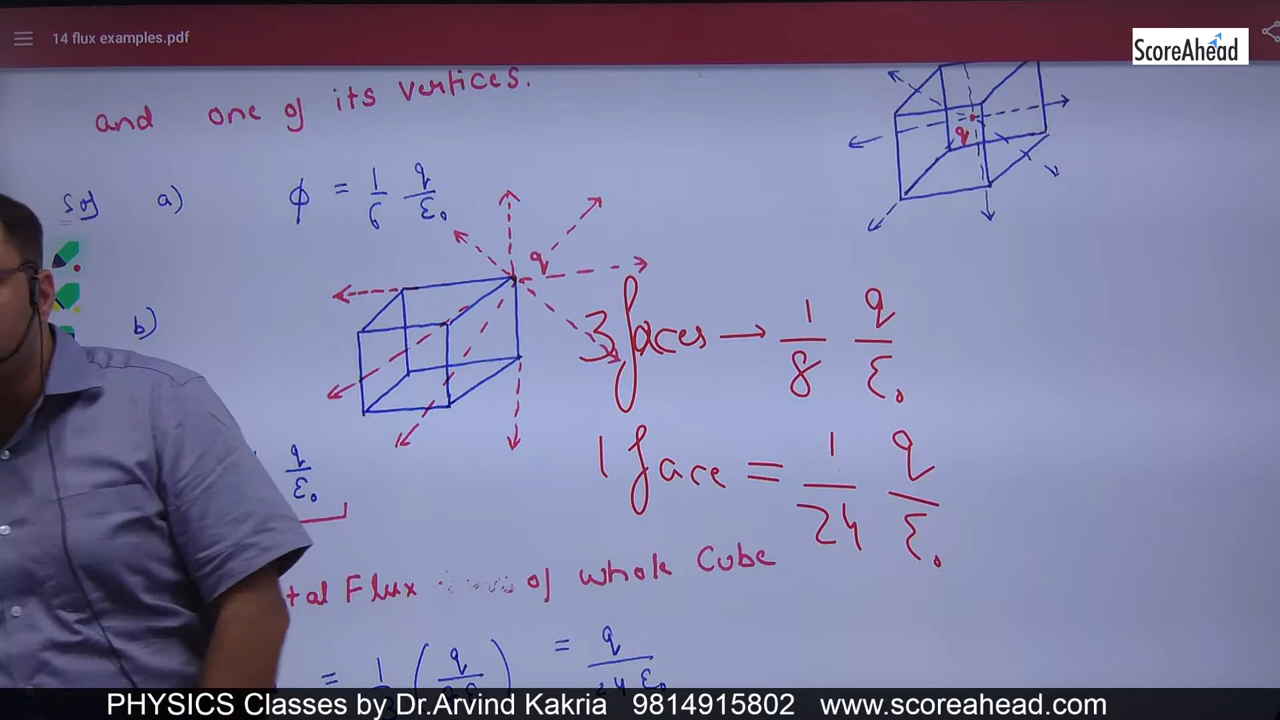 14 flux examples.pdf
ScoreAhead
and one of its vertices.
Sol a) ϕ = 1/6 q/ε₀
q
q
b)
3 faces → 1/8 q/ε₀
1 face = 1/24 q/ε₀
q/ε₀
tal Flux of whole Cube
= q/24 ε₀
PHYSICS Classes by Dr.Arvind Kakria 9814915802 www.scoreahead.com